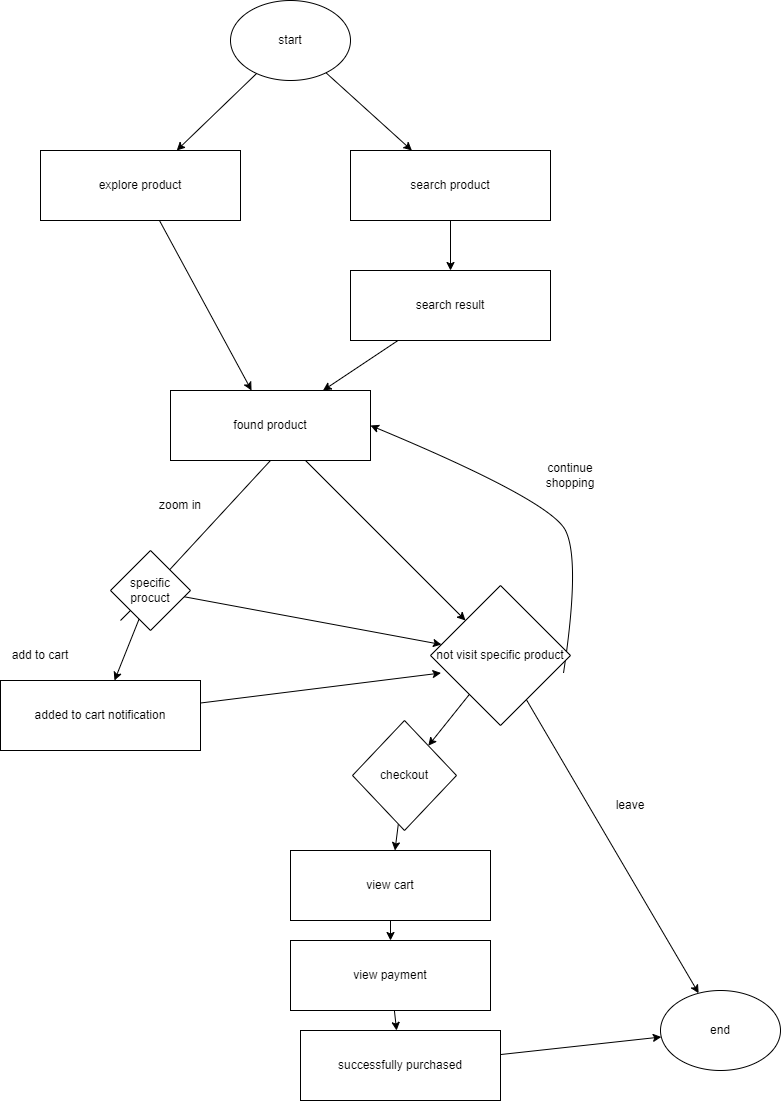 start
explore product
search product
search result
found product
continue
shopping
zoom in
specific
procuct
add to cart
not visit specific product
added to cart notification
checkout
leave
view cart
view payment
end
successfully purchased